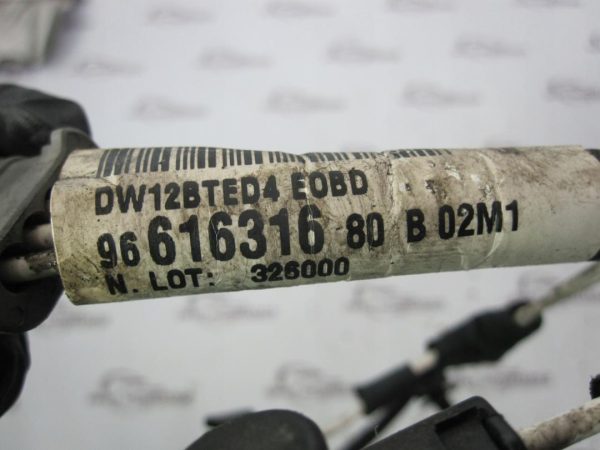 DW12BTED4 EOBD
96 616316 80 B 02M1
N. LOT: 326000